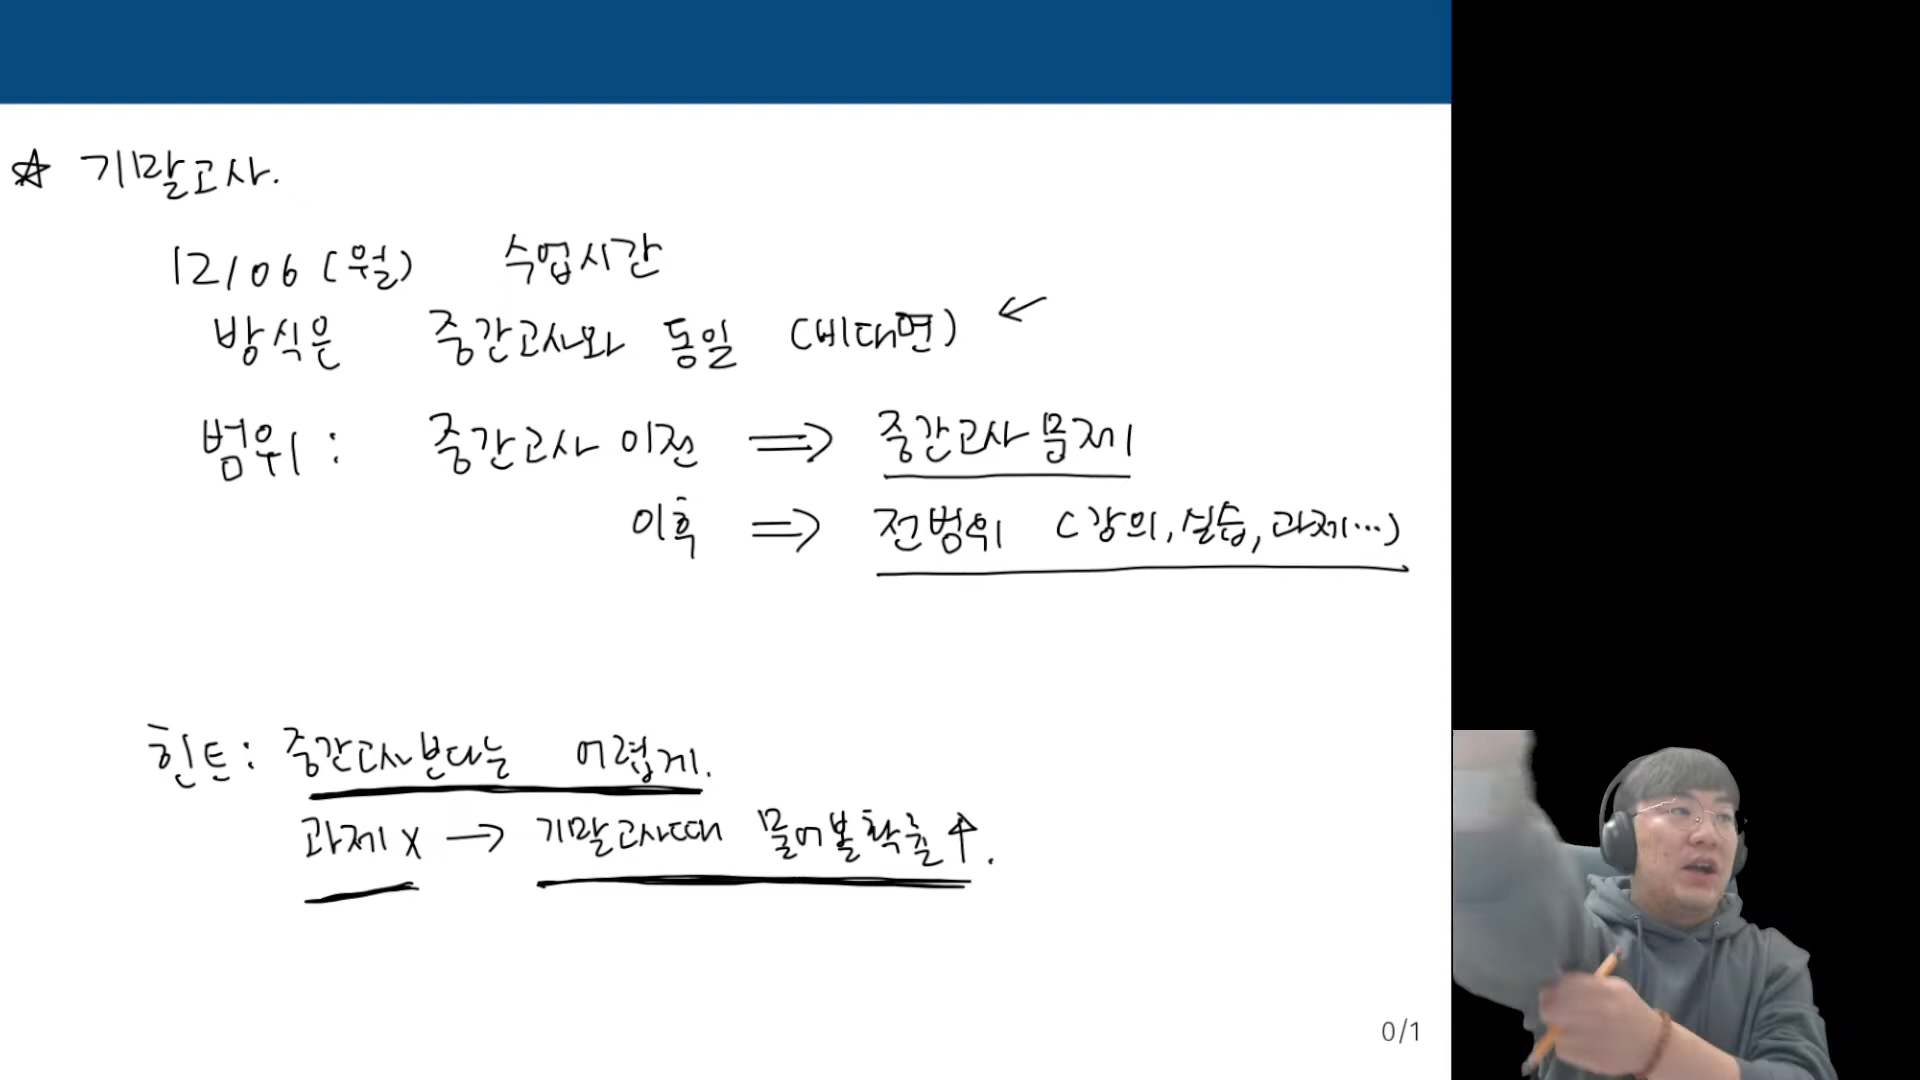 ☆ 기말고사.
12/06 (월) 수업시간
방식은 중간고사와 동일 (비대면) ←
범위 : 중간고사 이전 ⇒ 중간고사 문제
이후 ⇒ 전범위 (강의, 실습, 과제…)
힌트 : 중간고사보다는 어렵게.
과제 X → 기말고사때 물어볼 확률 ↑.
0/1